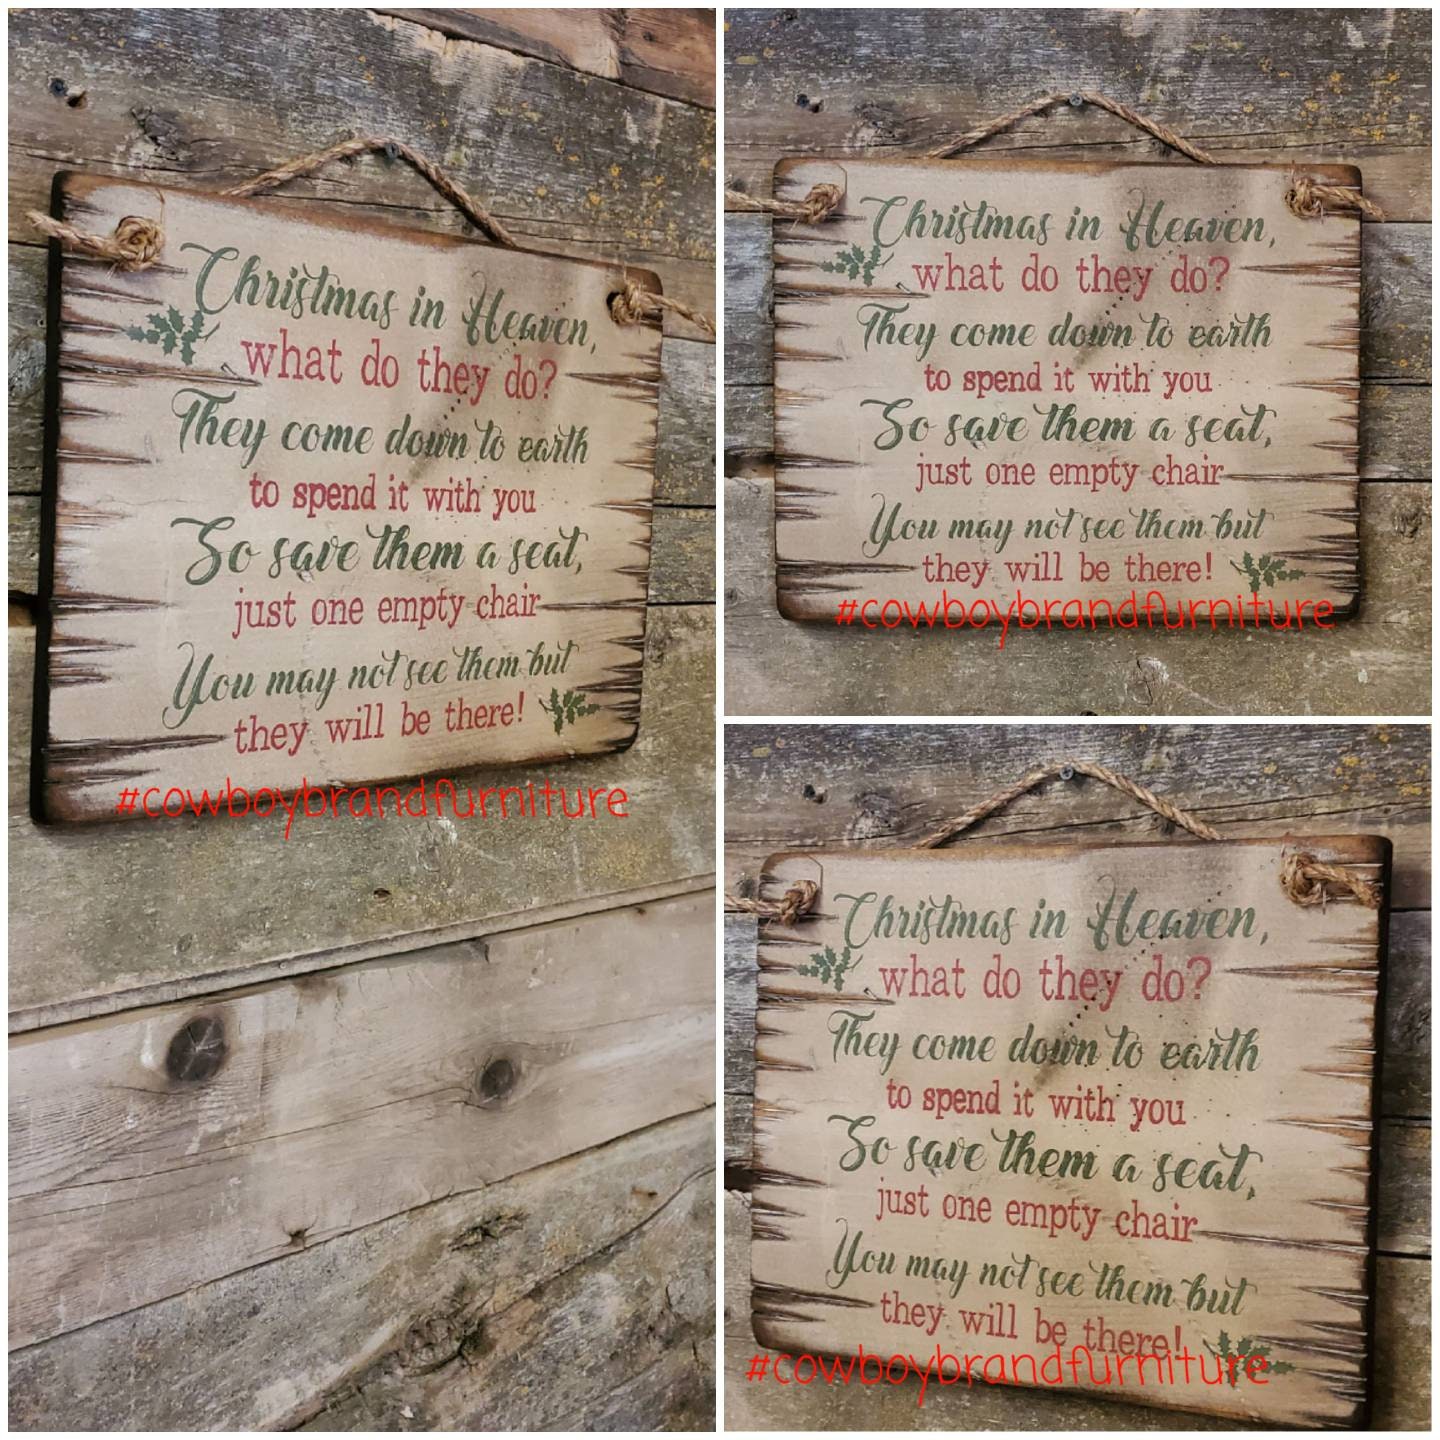 Christmas in Heaven,
what do they do?
They come down to earth
to spend it with you
So save them a seat,
just one empty chair
You may not see them but
they will be there!
#cowboybrandfurniture
Christmas in Heaven,
what do they do?
They come down to earth
to spend it with you
So save them a seat,
just one empty chair
You may not see them but
they will be there!
#cowboybrandfurniture
Christmas in Heaven,
what do they do?
They come down to earth
to spend it with you
So save them a seat,
just one empty chair
You may not see them but
they will be there!
#cowboybrandfurniture